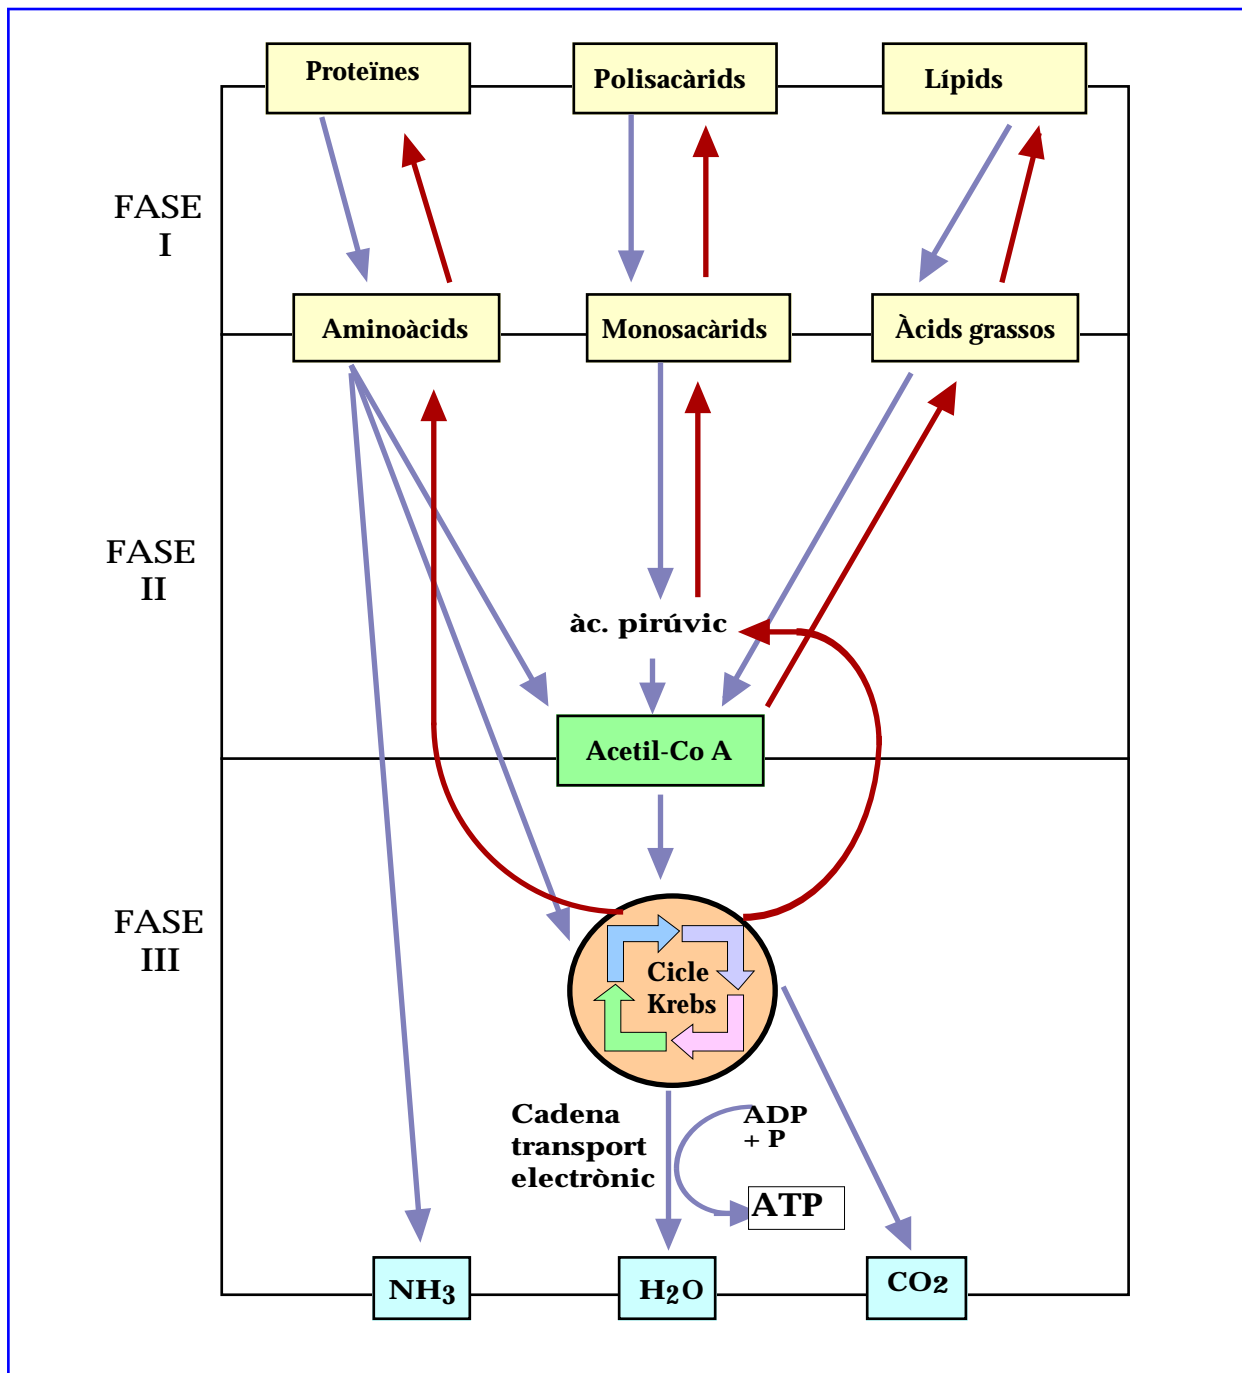 Proteïnes
Polisacàrids
Lípids
FASE
I
Aminoàcids
Monosacàrids
Àcids grassos
FASE
II
àc. pirúvic
Acetil-Co A
FASE
III
Cicle
Krebs
Cadena
transport
electrònic
ADP
+ P
ATP
NH3
H2O
CO2